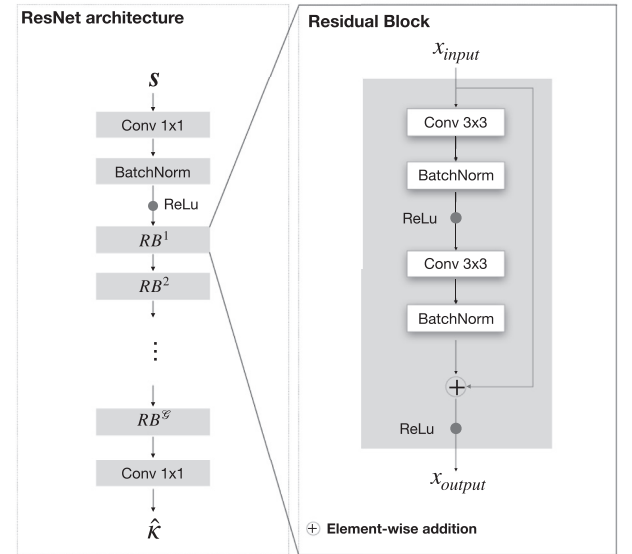 ResNet architecture
s
Conv 1x1
BatchNorm
ReLu
RB¹
RB²
⋮
RB𝒢
Conv 1x1
κ̂
Residual Block
x_input
Conv 3x3
BatchNorm
ReLu
Conv 3x3
BatchNorm
+
ReLu
x_output
⊕ Element-wise addition